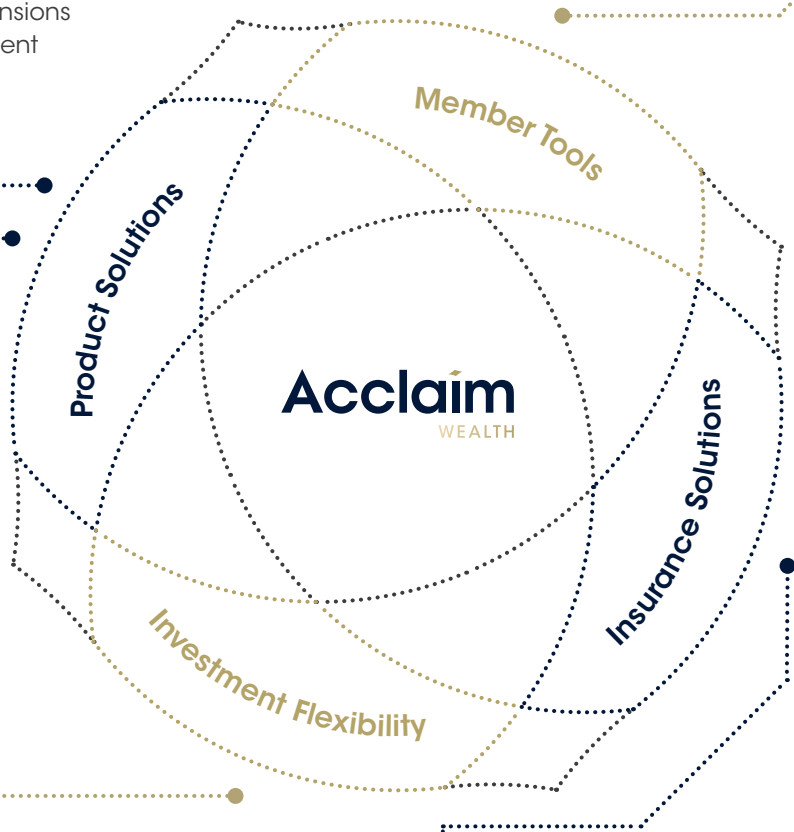 Member Tools
Product Solutions
Acclaim
WEALTH
Insurance Solutions
Investment Flexibility